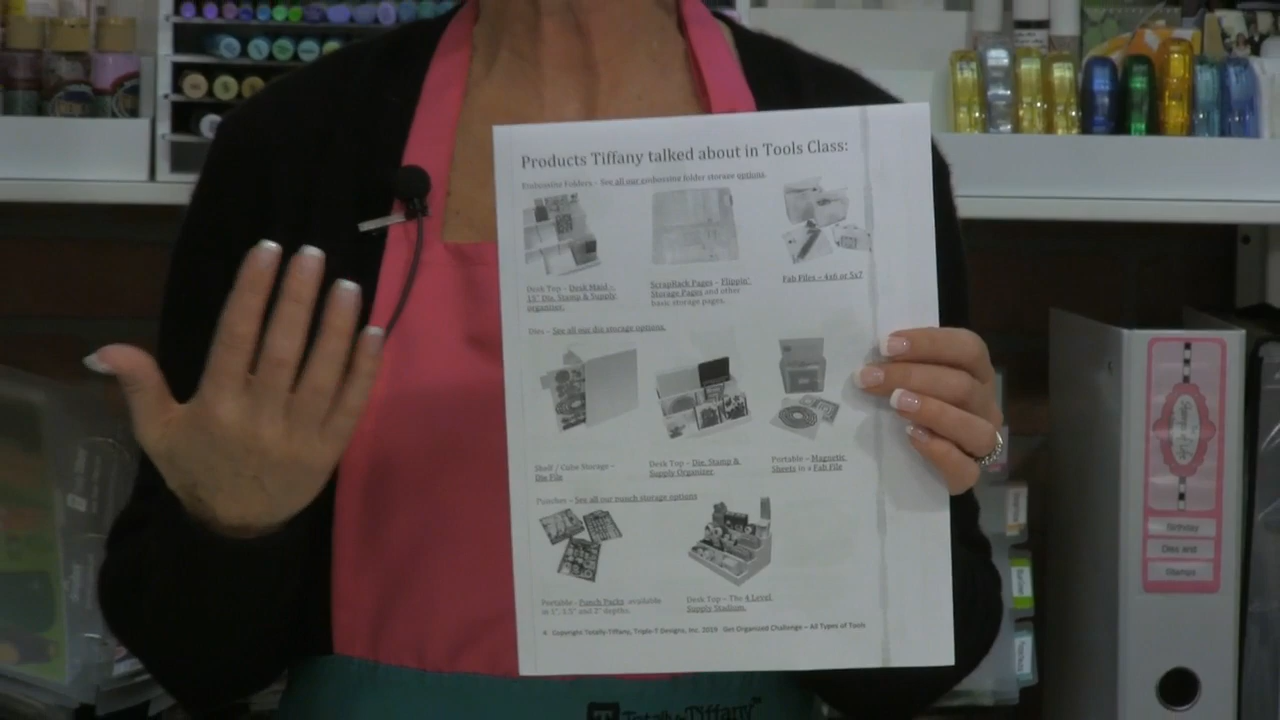 Products Tiffany talked about in Tools Class:
Embossing Folders – See all our embossing folder storage options.
Desk Top – Desk Maxi –
15" Die, Stamp & Supply
organizer.
ScrapRack Pages – Flippin'
Storage Pages and other
basic storage pages.
Fab Files – 4x6 or 5x7
Dies – See all our die storage options.
Shelf / Cube Storage –
Die File
Desk Top – Die, Stamp &
Supply Organizer.
Portable – Magnetic
Sheets in a Fab File
Punches – See all our punch storage options
Portable – Punch Packs available
in 1", 1.5" and 2" depths.
Desk Top – The 4 Level
Supply Stadium.
Copyright Totally-Tiffany, Triple-T Designs, Inc. 2019 Get Organized Challenge – All Types of Tools
Totally-Tiffany
Birthday
Dies and
Stamps